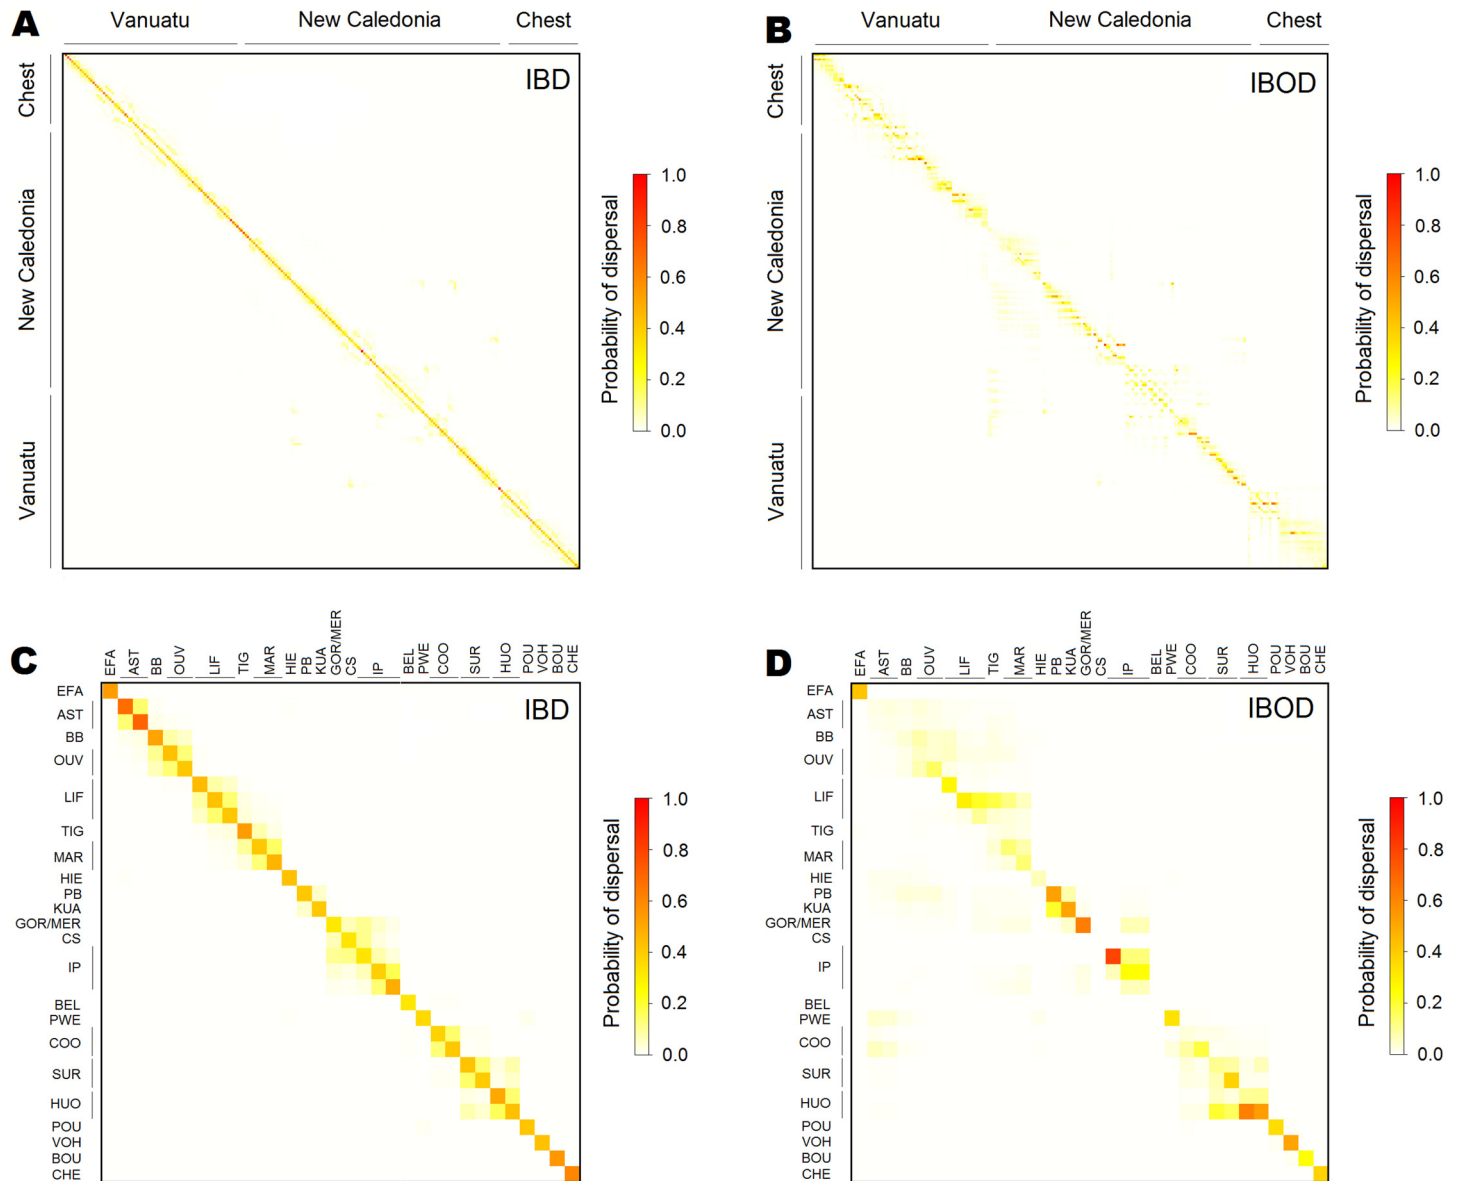 A
Vanuatu New Caledonia Chest
IBD
Chest
New Caledonia
Vanuatu
1.0
0.8
0.6
0.4
0.2
0.0
Probability of dispersal
B
Vanuatu New Caledonia Chest
IBOD
Chest
New Caledonia
Vanuatu
1.0
0.8
0.6
0.4
0.2
0.0
Probability of dispersal
C
EFA AST BB OUV LIF TIG MAR HIE PB KUA GOR/MER CS IP BEL PWE COO SUR HUO POU VOH BOU CHE
IBD
EFA
AST
BB
OUV
LIF
TIG
MAR
HIE
PB
KUA
GOR/MER
CS
IP
BEL
PWE
COO
SUR
HUO
POU
VOH
BOU
CHE
1.0
0.8
0.6
0.4
0.2
0.0
Probability of dispersal
D
EFA AST BB OUV LIF TIG MAR HIE PB KUA GOR/MER CS IP BEL PWE COO SUR HUO POU VOH BOU CHE
IBOD
EFA
AST
BB
OUV
LIF
TIG
MAR
HIE
PB
KUA
GOR/MER
CS
IP
BEL
PWE
COO
SUR
HUO
POU
VOH
BOU
CHE
1.0
0.8
0.6
0.4
0.2
0.0
Probability of dispersal